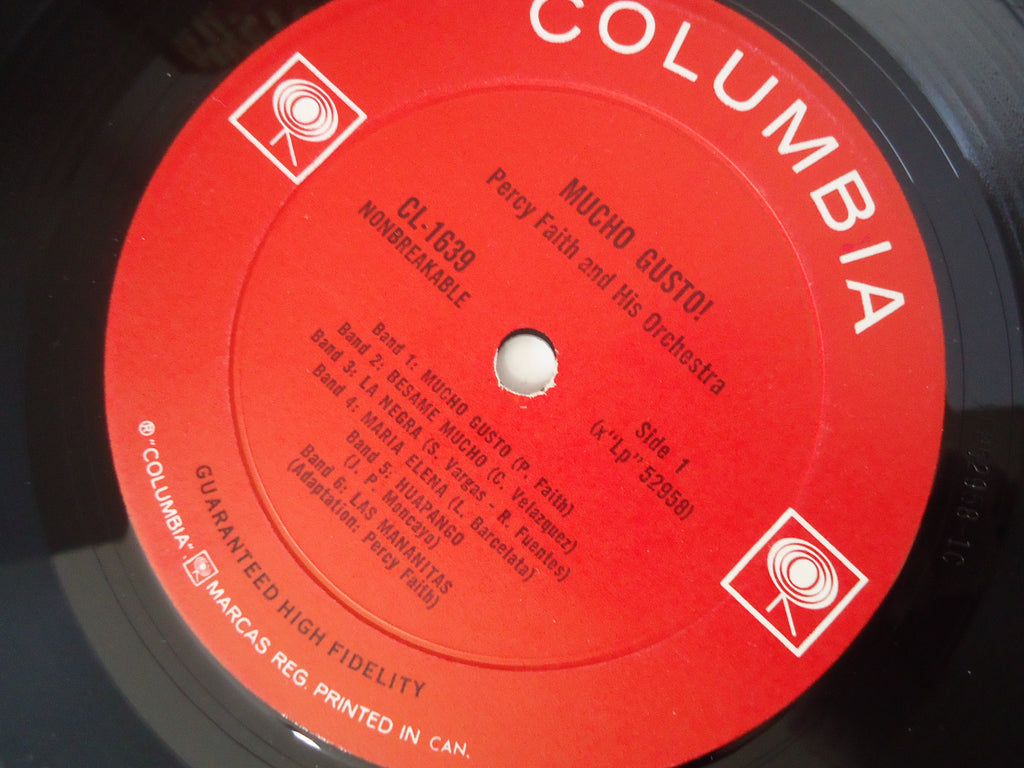 COLUMBIA
MUCHO GUSTO!
Percy Faith and His Orchestra
CL-1639
NONBREAKABLE
Side 1
(x"Lp" 52958)
Band 1: MUCHO GUSTO (P. Faith)
Band 2: BESAME MUCHO (C. Velazquez)
Band 3: LA NEGRA (S. Vargas - R. Fuentes)
Band 4: MARIA ELENA (L. Barcelata)
Band 5: HUAPANGO
(J. P. Moncayo)
Band 6: LAS MANANITAS
(Adaptation: Percy Faith)
GUARANTEED HIGH FIDELITY
® "COLUMBIA", MARCAS REG. PRINTED IN CAN.